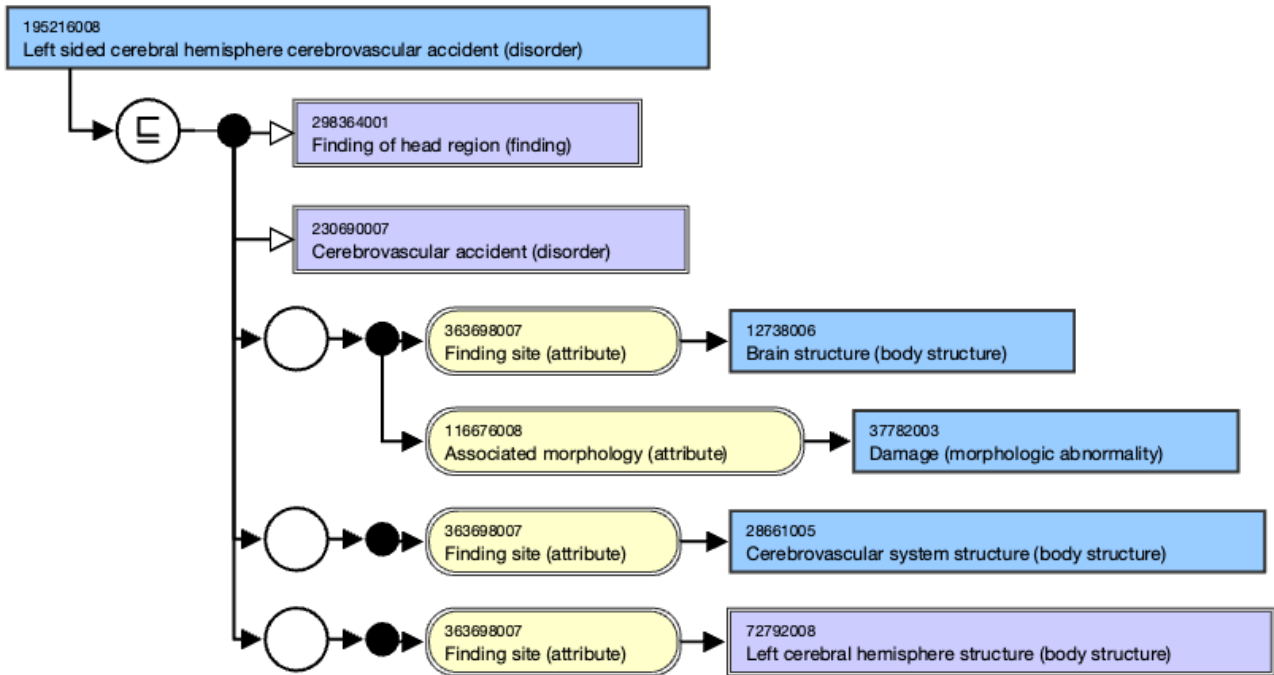 195216008
Left sided cerebral hemisphere cerebrovascular accident (disorder)
⊑
298364001
Finding of head region (finding)
230690007
Cerebrovascular accident (disorder)
363698007
Finding site (attribute)
12738006
Brain structure (body structure)
116676008
Associated morphology (attribute)
37782003
Damage (morphologic abnormality)
363698007
Finding site (attribute)
28661005
Cerebrovascular system structure (body structure)
363698007
Finding site (attribute)
72792008
Left cerebral hemisphere structure (body structure)